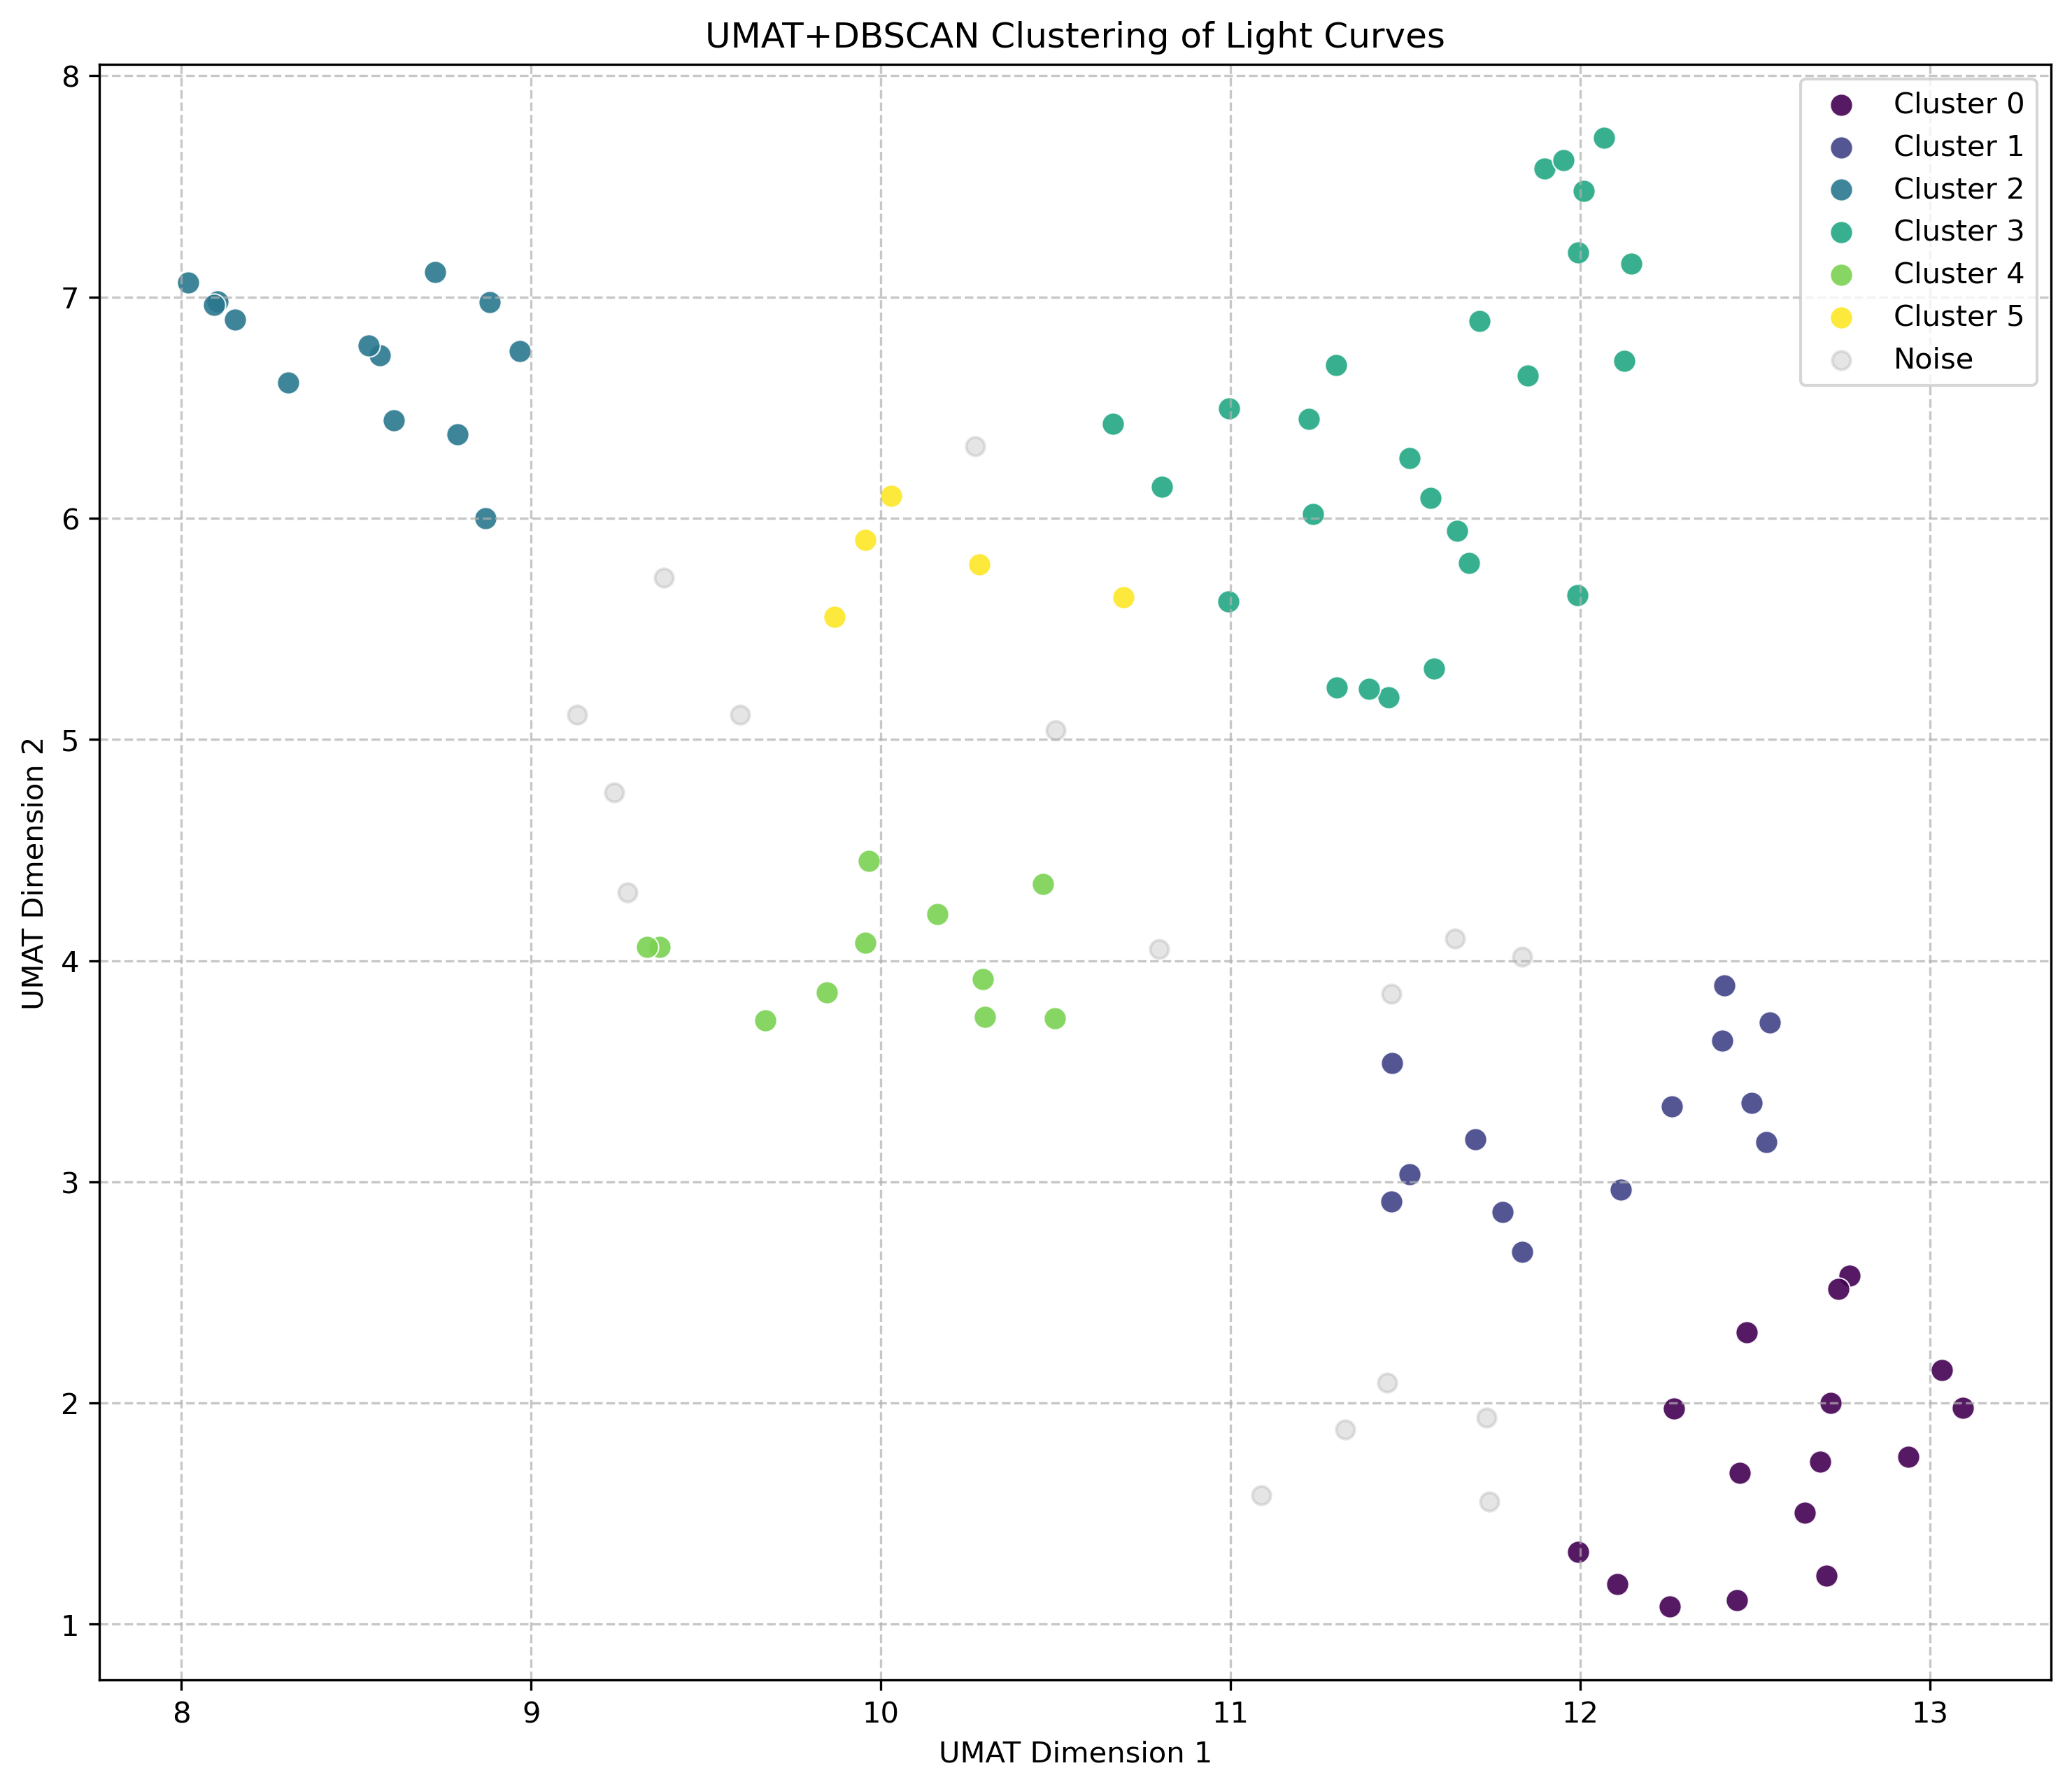 UMAT+DBSCAN Clustering of Light Curves
Cluster 0
Cluster 1
Cluster 2
Cluster 3
Cluster 4
Cluster 5
Noise
8
7
6
5
4
3
2
1
UMAT Dimension 2
8 9 10 11 12 13
UMAT Dimension 1